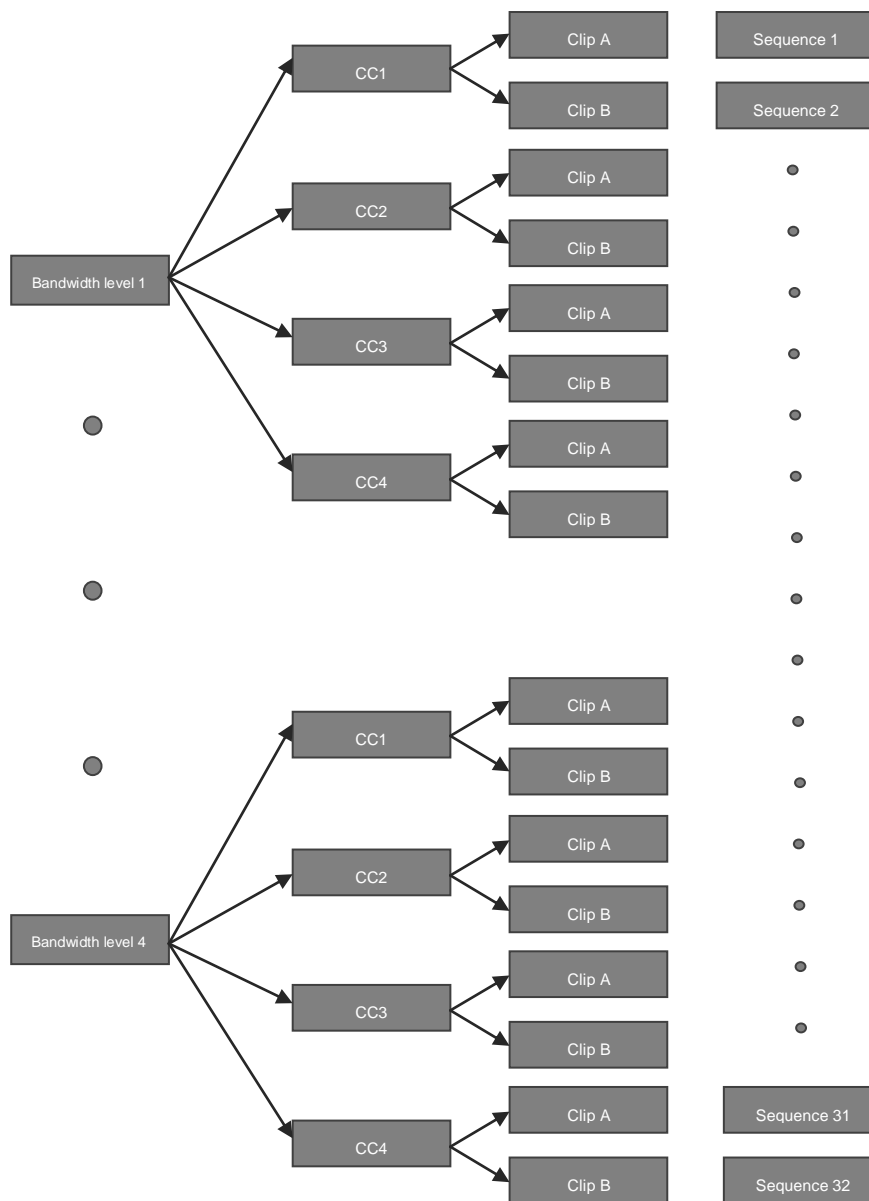 Clip A
Sequence 1
CC1
Clip B
Sequence 2
Clip A
CC2
Clip B
Bandwidth level 1
Clip A
CC3
Clip B
Clip A
CC4
Clip B
Clip A
CC1
Clip B
Clip A
CC2
Clip B
Bandwidth level 4
Clip A
CC3
Clip B
Clip A
Sequence 31
CC4
Clip B
Sequence 32